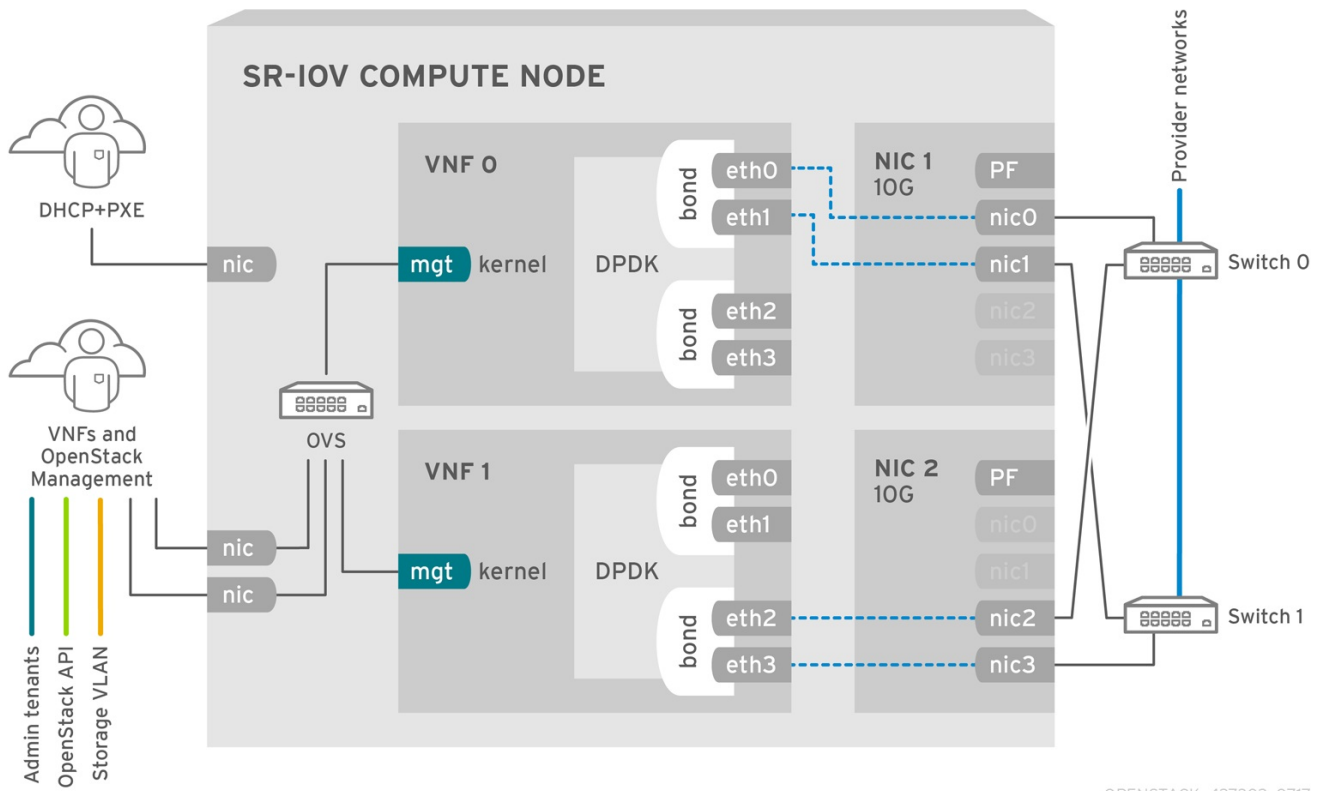 SR-IOV COMPUTE NODE
DHCP+PXE
nic
VNFs and
OpenStack
Management
Admin tenants
OpenStack API
Storage VLAN
nic
nic
OVS
VNF 0
mgt
kernel
DPDK
bond
eth0
eth1
bond
eth2
eth3
VNF 1
mgt
kernel
DPDK
bond
eth0
eth1
bond
eth2
eth3
NIC 1
10G
PF
nic0
nic1
nic2
nic3
NIC 2
10G
PF
nic0
nic1
nic2
nic3
Provider networks
Switch 0
Switch 1